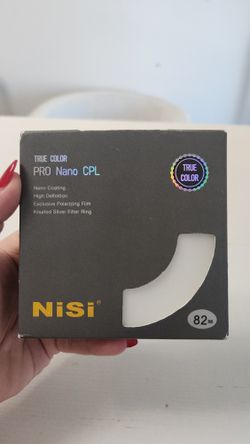 TRUE COLOR
PRO Nano CPL
Nano Coating
High Definition
Exclusive Polarizing Film
Knurled Silver Filter Ring
TRUE
COLOR
NiSi
82